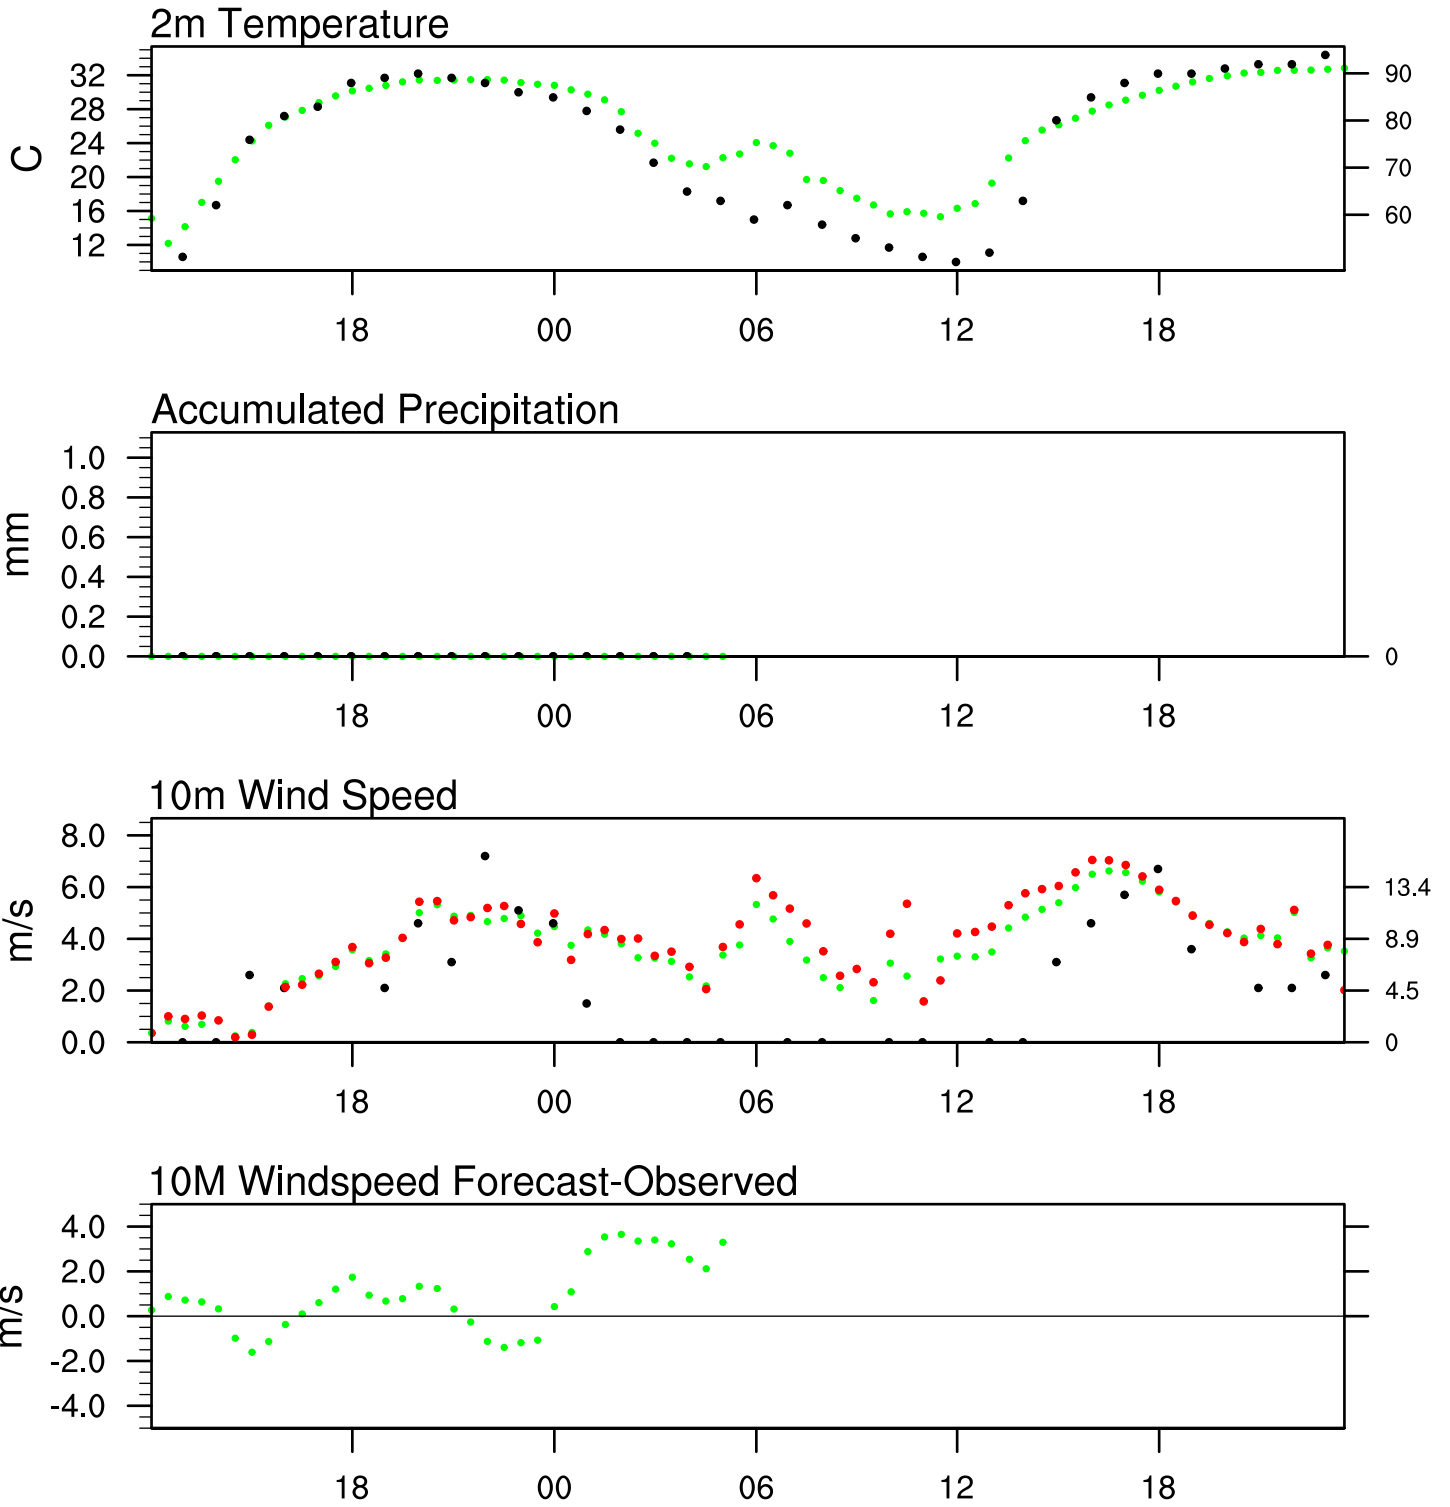 2m Temperature
C
32
28
24
20
16
12
90
80
70
60
18 00 06 12 18
Accumulated Precipitation
mm
1.0
0.8
0.6
0.4
0.2
0.0
0
18 00 06 12 18
10m Wind Speed
m/s
8.0
6.0
4.0
2.0
0.0
13.4
8.9
4.5
0
18 00 06 12 18
10M Windspeed Forecast-Observed
m/s
4.0
2.0
0.0
-2.0
-4.0
18 00 06 12 18